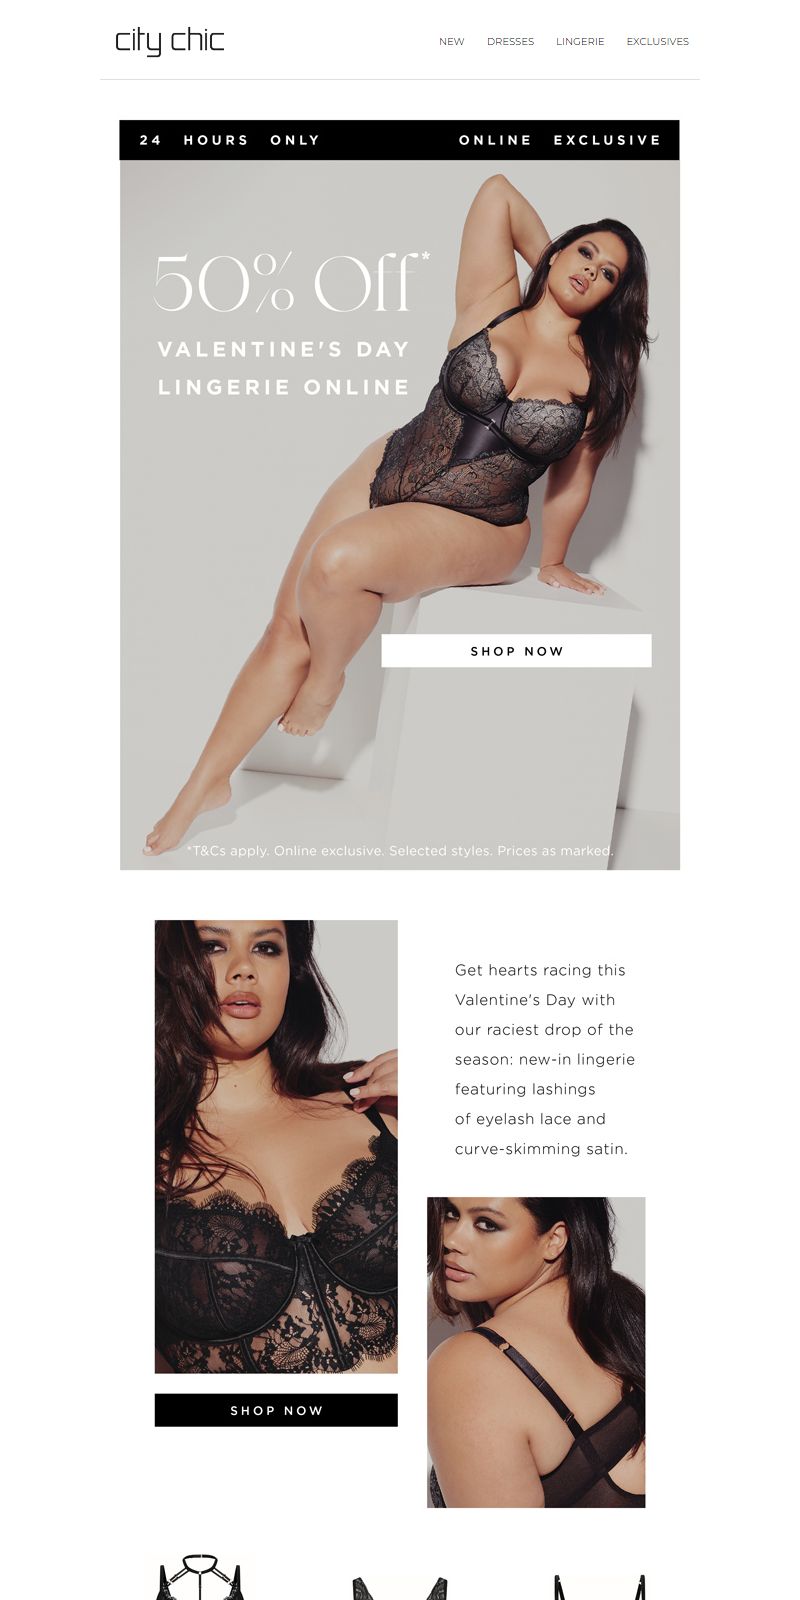 city chic
NEW DRESSES LINGERIE EXCLUSIVES
24 HOURS ONLY ONLINE EXCLUSIVE
50% Off*
VALENTINE'S DAY
LINGERIE ONLINE
SHOP NOW
*T&Cs apply. Online exclusive. Selected styles. Prices as marked.
Get hearts racing this
Valentine's Day with
our raciest drop of the
season: new-in lingerie
featuring lashings
of eyelash lace and
curve-skimming satin.
SHOP NOW